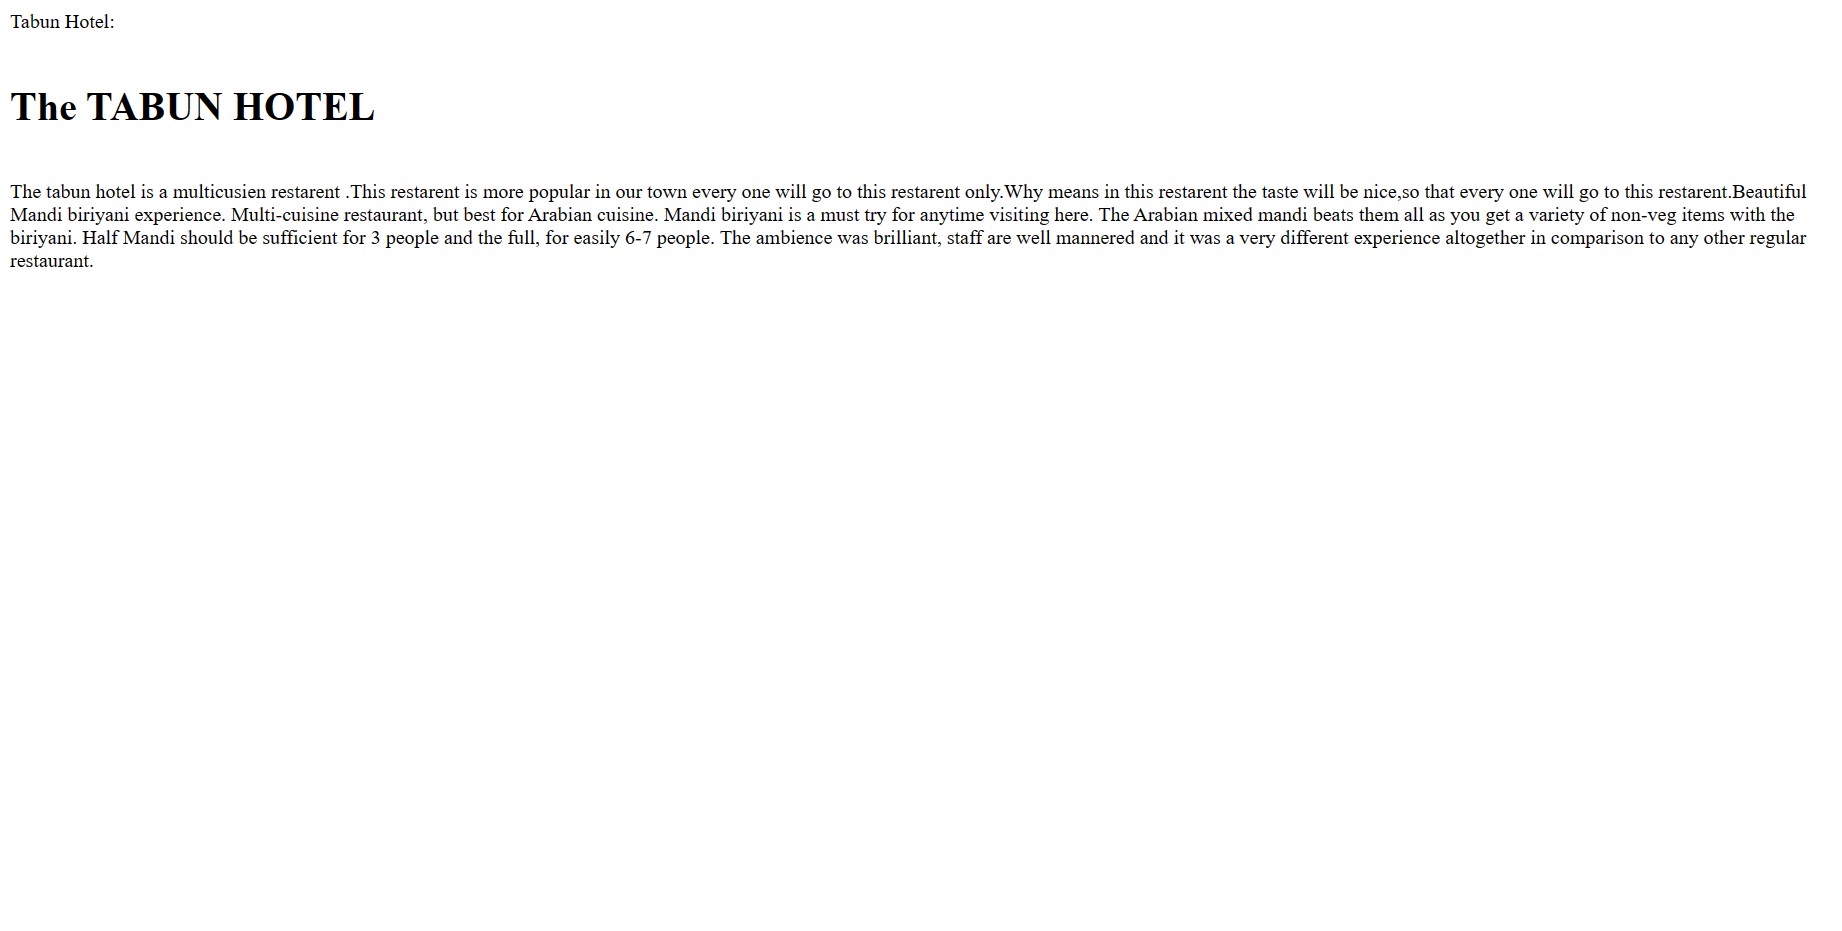 Tabun Hotel:
The TABUN HOTEL
The tabun hotel is a multicusien restarent .This restarent is more popular in our town every one will go to this restarent only.Why means in this restarent the taste will be nice,so that every one will go to this restarent.Beautiful
Mandi biriyani experience. Multi-cuisine restaurant, but best for Arabian cuisine. Mandi biriyani is a must try for anytime visiting here. The Arabian mixed mandi beats them all as you get a variety of non-veg items with the
biriyani. Half Mandi should be sufficient for 3 people and the full, for easily 6-7 people. The ambience was brilliant, staff are well mannered and it was a very different experience altogether in comparison to any other regular
restaurant.